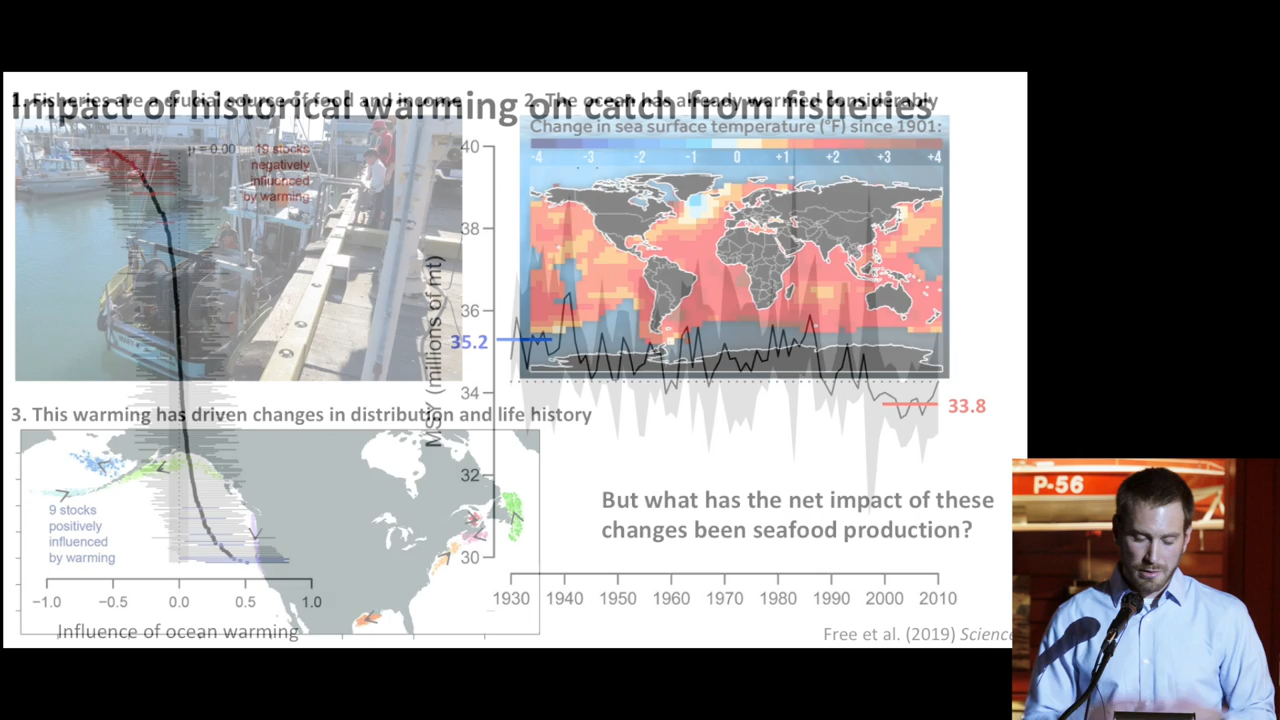 Impact of historical warming on catch from fisheries
1. Fisheries are a crucial source of food and income
2. The ocean has already warmed considerably
Change in sea surface temperature (°F) since 1901:
-4 -3 -2 -1 0 +1 +2 +3 +4
μ = 0.00
19 stocks
negatively
influenced
by warming
40
38
36
34
32
30
MSY (millions of mt)
35.2
33.8
3. This warming has driven changes in distribution and life history
9 stocks
positively
influenced
by warming
But what has the net impact of these
changes been seafood production?
−1.0 −0.5 0.0 0.5 1.0
Influence of ocean warming
1930 1940 1950 1960 1970 1980 1990 2000 2010
Free et al. (2019) Science
P-56